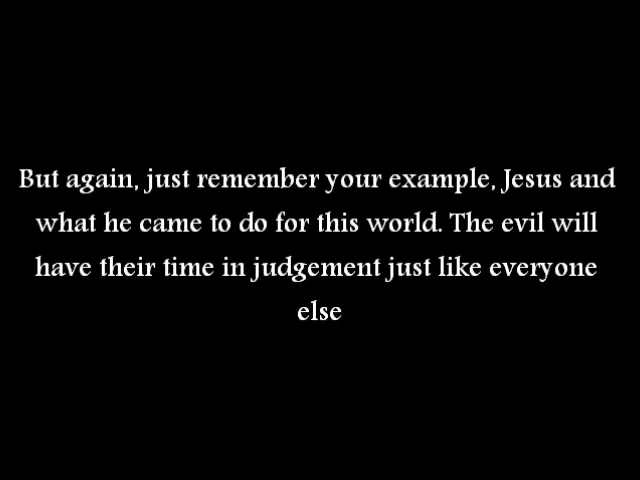 But again, just remember your example, Jesus and
what he came to do for this world. The evil will
have their time in judgement just like everyone
else